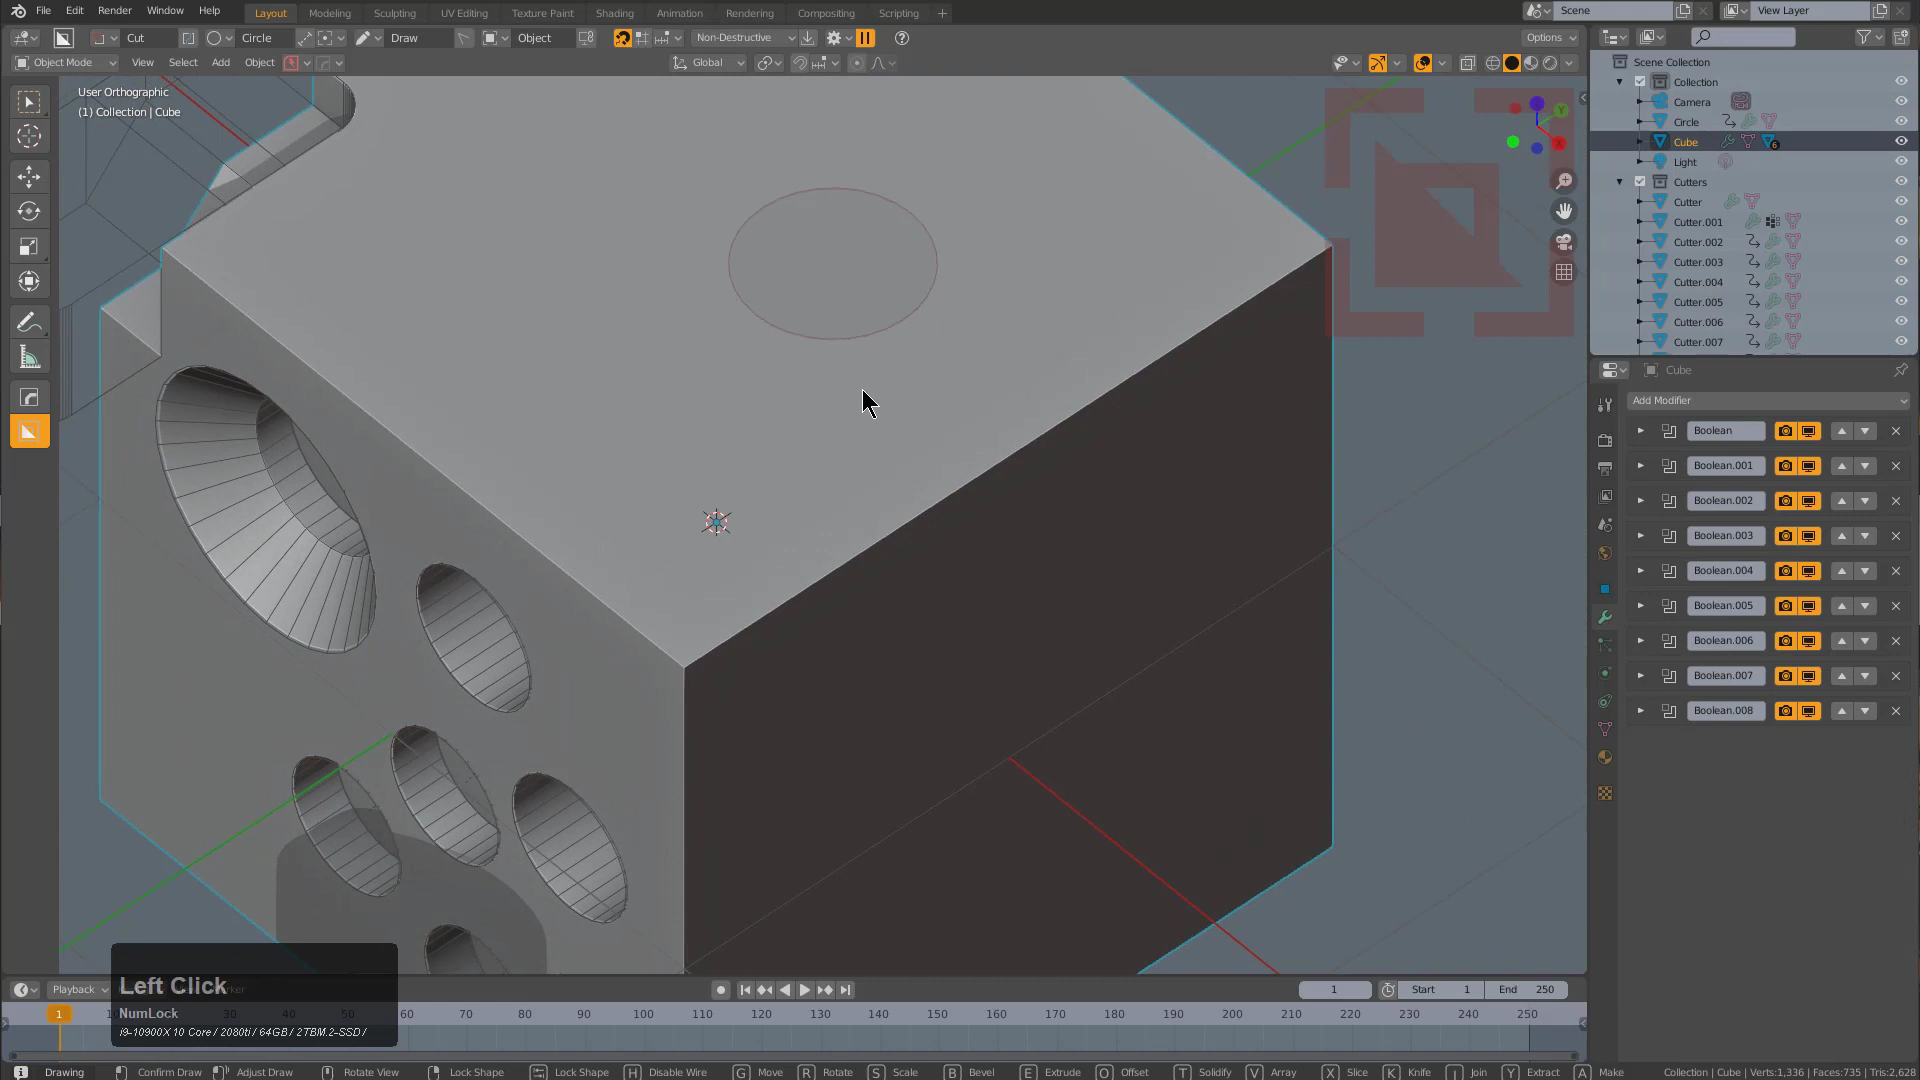 File Edit Render Window Help Layout Modeling Sculpting UV Editing Texture Paint Shading Animation Rendering Compositing Scripting + Scene View Layer
Cut Circle Draw Object Non-Destructive Options
Object Mode View Select Add Object Global
User Orthographic
(1) Collection | Cube
Scene Collection
Collection
Camera
Circle
Cube 6
Light
Cutters
Cutter
Cutter.001
Cutter.002
Cutter.003
Cutter.004
Cutter.005
Cutter.006
Cutter.007
Cube
Add Modifier
Boolean
Boolean.001
Boolean.002
Boolean.003
Boolean.004
Boolean.005
Boolean.006
Boolean.007
Boolean.008
Left Click
NumLock
i9-10900X 10 Core / 2080ti / 64GB / 2TBM.2-SSD /
Playback 1 Start 1 End 250
1 30 40 50 60 70 80 90 100 110 120 130 140 150 160 170 180 190 200 210 220 230 240 250
Drawing Confirm Draw Adjust Draw Rotate View Lock Shape Lock Shape H Disable Wire G Move R Rotate S Scale B Bevel E Extrude O Offset T Solidify V Array X Slice K Knife J Join Y Extract A Make Collection | Cube | Verts:1,336 | Faces:735 | Tris:2,628